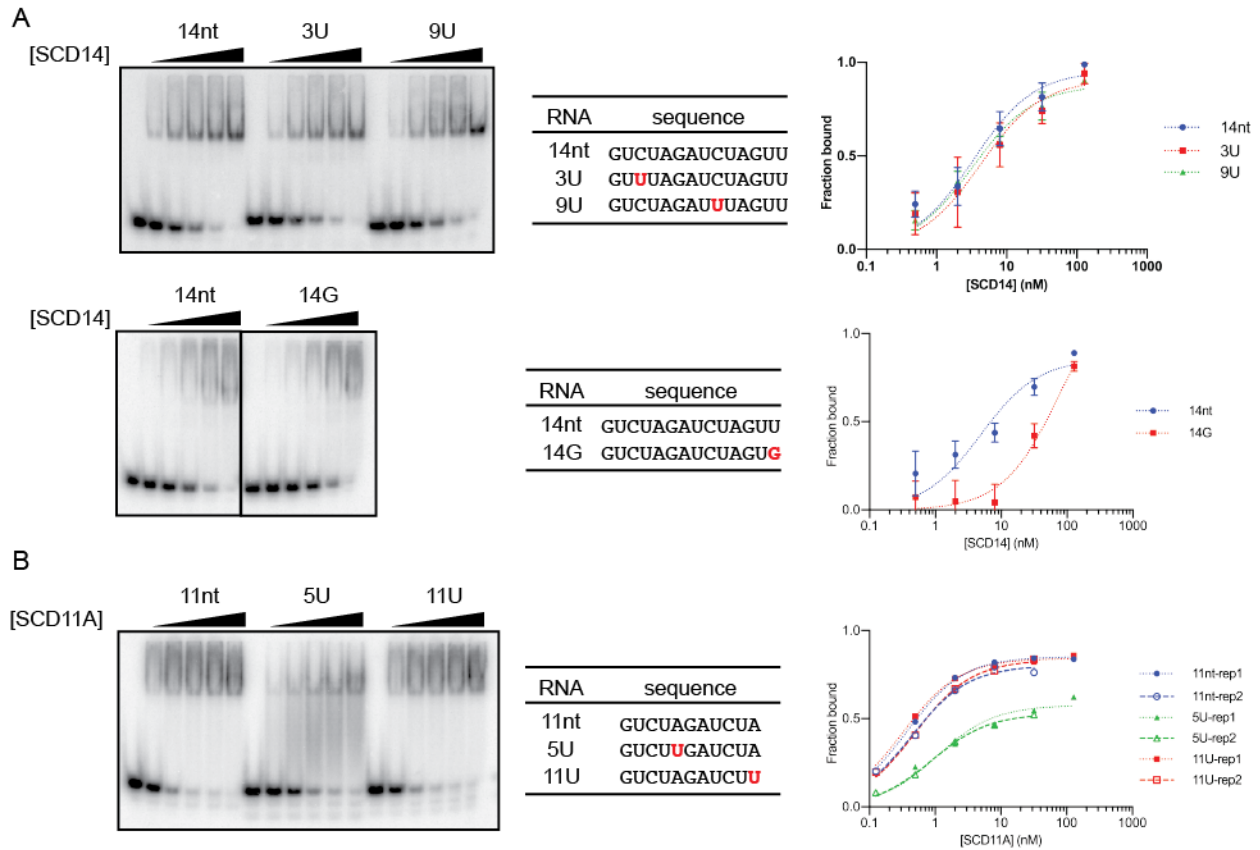 A
14nt 3U 9U
[SCD14]
RNA sequence
14nt GUCUAGAUCUAGUU
3U GUUUAGAUCUAGUU
9U GUCUAGAUUUAGUU
Fraction bound
1.0
0.5
0.0
0.1 1 10 100 1000
[SCD14] (nM)
14nt
3U
9U
14nt 14G
[SCD14]
RNA sequence
14nt GUCUAGAUCUAGUU
14G GUCUAGAUCUAGUG
Fraction bound
1.0
0.5
0.0
0.1 1 10 100 1000
[SCD14] (nM)
14nt
14G
B
11nt 5U 11U
[SCD11A]
RNA sequence
11nt GUCUAGAUCUA
5U GUCUUGAUCUA
11U GUCUAGAUCUU
Fraction bound
1.0
0.5
0.0
0.1 1 10 100 1000
[SCD11A] (nM)
11nt-rep1
11nt-rep2
5U-rep1
5U-rep2
11U-rep1
11U-rep2